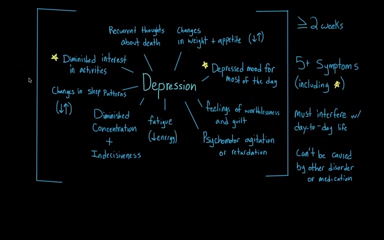 Recurrent thoughts
about death
Changes
in weight + appetite (↓↑)
Diminished interest
in activities
Depressed mood for
most of the day
Depression
Changes in sleep patterns
(↓↑)
feelings of worthlessness
and guilt
Diminished
Concentration
+
Indecisiveness
fatigue
(↓energy)
Psychomotor agitation
or retardation
≥ 2 weeks
5+ Symptoms
(including ★)
Must interfere w/
day-to-day life
Can't be caused
by other disorder
or medication